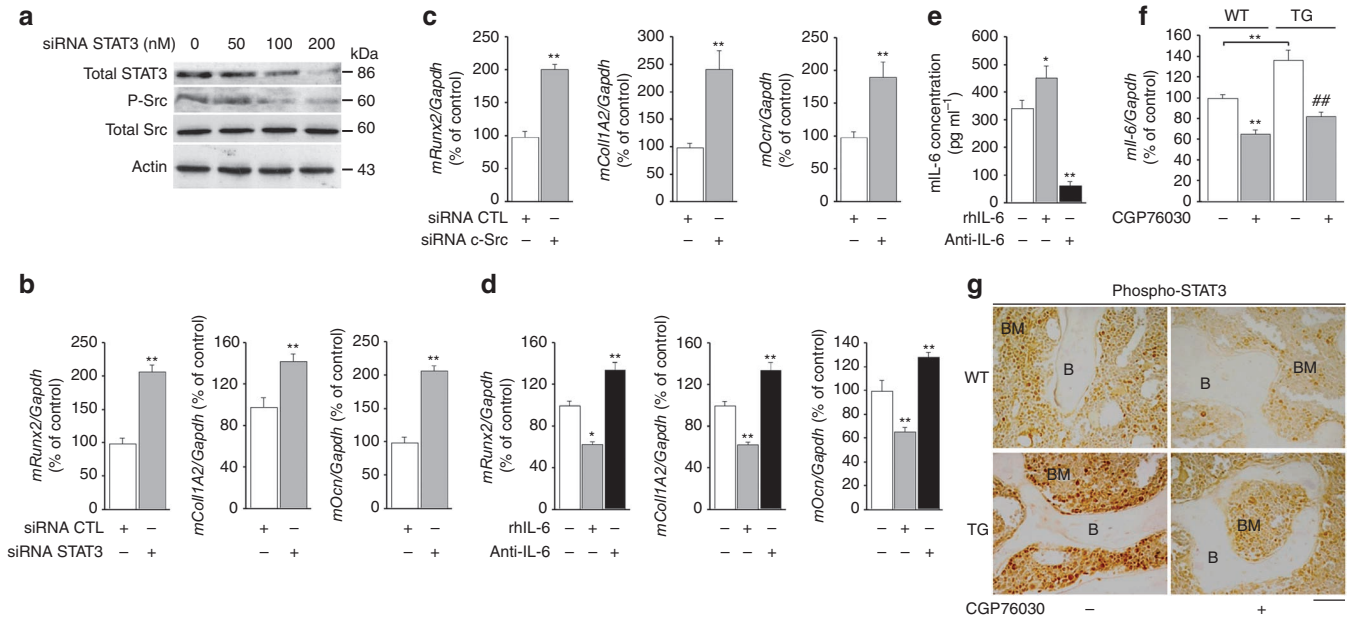 a
siRNA STAT3 (nM) 0 50 100 200
kDa
Total STAT3 86
P-Src 60
Total Src 60
Actin 43
b
mRunx2/Gapdh
(% of control)
250
200
150
100
50
0
**
mColl1A2/Gapdh (% of control)
160
120
80
40
0
**
mOcn/Gapdh (% of control)
250
200
150
100
50
0
**
siRNA CTL + − + − + −
siRNA STAT3 − + − + − +
c
mRunx2/Gapdh
(% of control)
250
200
150
100
50
0
**
mColl1A2/Gapdh
(% of control)
300
200
100
0
**
mOcn/Gapdh
(% of control)
250
200
150
100
50
0
**
siRNA CTL + − + − + −
siRNA c-Src − + − + − +
d
mRunx2/Gapdh
(% of control)
160
120
80
40
0
* **
mColl1A2/Gapdh (% of control)
160
120
80
40
0
** **
mOcn/Gapdh (% of control)
140
120
100
80
60
40
20
0
** **
rhIL-6 − + − − + − − + −
Anti-IL-6 − − + − − + − − +
e
mIL-6 concentration
(pg ml−1)
600
500
400
300
200
100
0
* **
rhIL-6 − + −
Anti-IL-6 − − +
f
WT TG
mIl-6/Gapdh
(% of control)
160
140
120
100
80
60
40
20
0
**
** ##
CGP76030 − + − +
g
Phospho-STAT3
WT
BM B B BM
TG
BM B B BM
CGP76030 − +